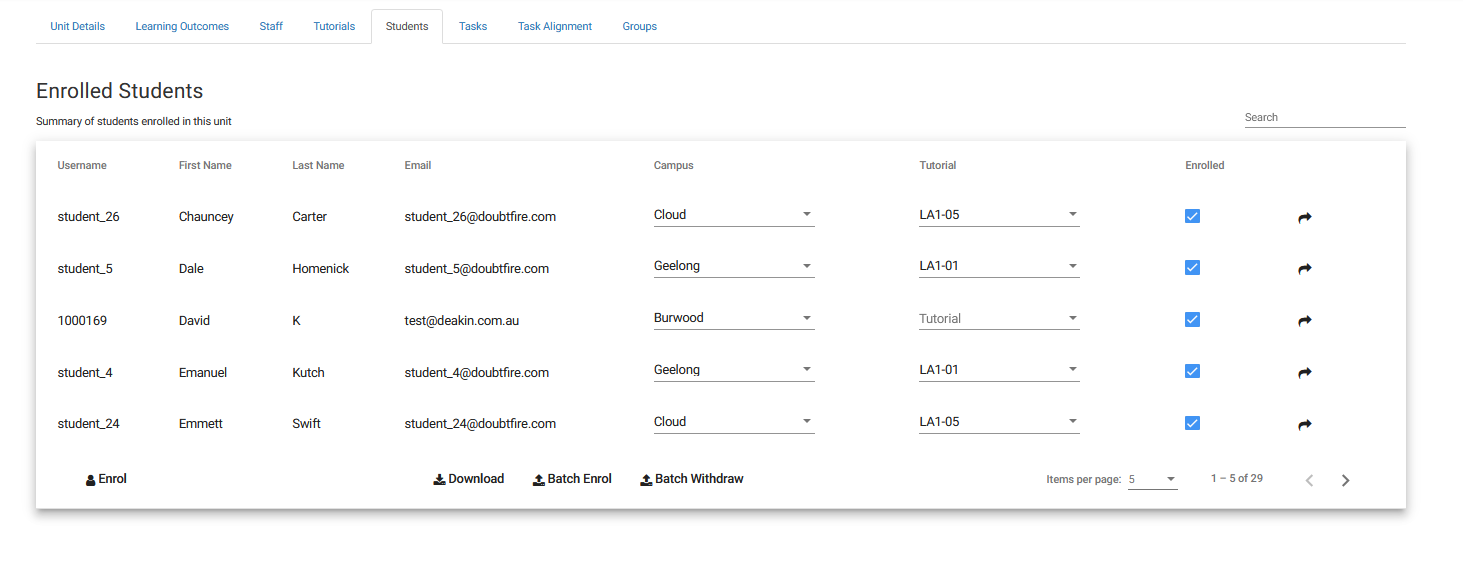 Unit Details Learning Outcomes Staff Tutorials Students Tasks Task Alignment Groups
Enrolled Students
Summary of students enrolled in this unit
Search
Username First Name Last Name Email Campus Tutorial Enrolled
student_26 Chauncey Carter student_26@doubtfire.com Cloud LA1-05
student_5 Dale Homenick student_5@doubtfire.com Geelong LA1-01
1000169 David K test@deakin.com.au Burwood Tutorial
student_4 Emanuel Kutch student_4@doubtfire.com Geelong LA1-01
student_24 Emmett Swift student_24@doubtfire.com Cloud LA1-05
Enrol Download Batch Enrol Batch Withdraw Items per page: 5 1 – 5 of 29